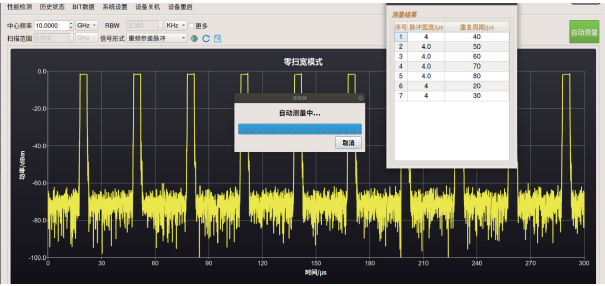 性能检测 历史状态 BIT数据 系统设置 设备关机 设备重启
中心频率 10.0000 GHz RBW 2.000 KHz 更多
扫描范围 0.010 GHz 信号形式 重频参差脉冲
自动测量
测量结果
序号 脉冲宽度/μs 重复周期/μs
1 4 40
2 4.0 50
3 4.0 60
4 4.0 70
5 4.0 80
6 4 20
7 4 30
零扫宽模式
自动测量中...
取消
功率/dBm
0.0
-20.0
-40.0
-60.0
-80.0
-100.0
0 30 60 90 120 150 180 210 240 270 300
时间/μs